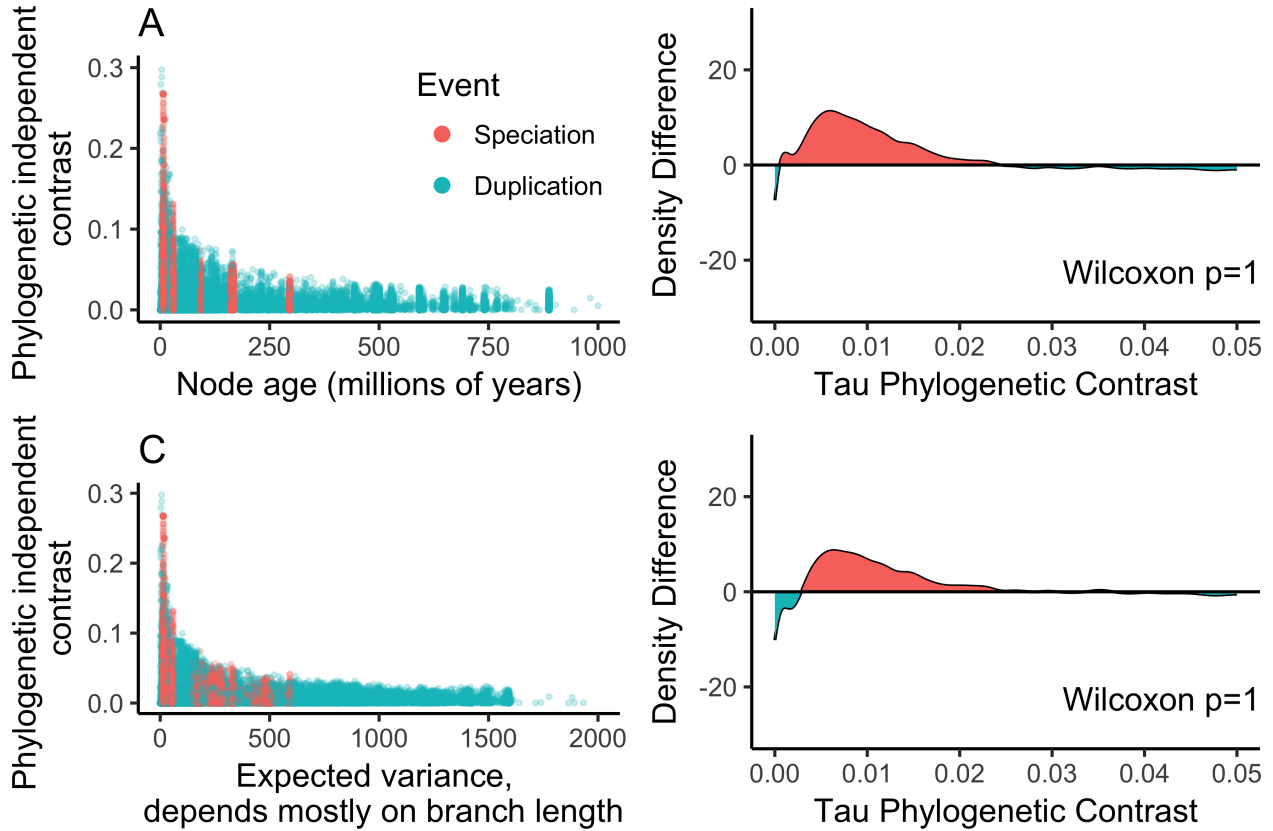 A
Phylogenetic independent
contrast
0.3
0.2
0.1
0.0
Event
Speciation
Duplication
0 250 500 750 1000
Node age (millions of years)
Density Difference
20
0
-20
Wilcoxon p=1
0.00 0.01 0.02 0.03 0.04 0.05
Tau Phylogenetic Contrast
C
Phylogenetic independent
contrast
0.3
0.2
0.1
0.0
0 500 1000 1500 2000
Expected variance,
depends mostly on branch length
Density Difference
20
0
-20
Wilcoxon p=1
0.00 0.01 0.02 0.03 0.04 0.05
Tau Phylogenetic Contrast